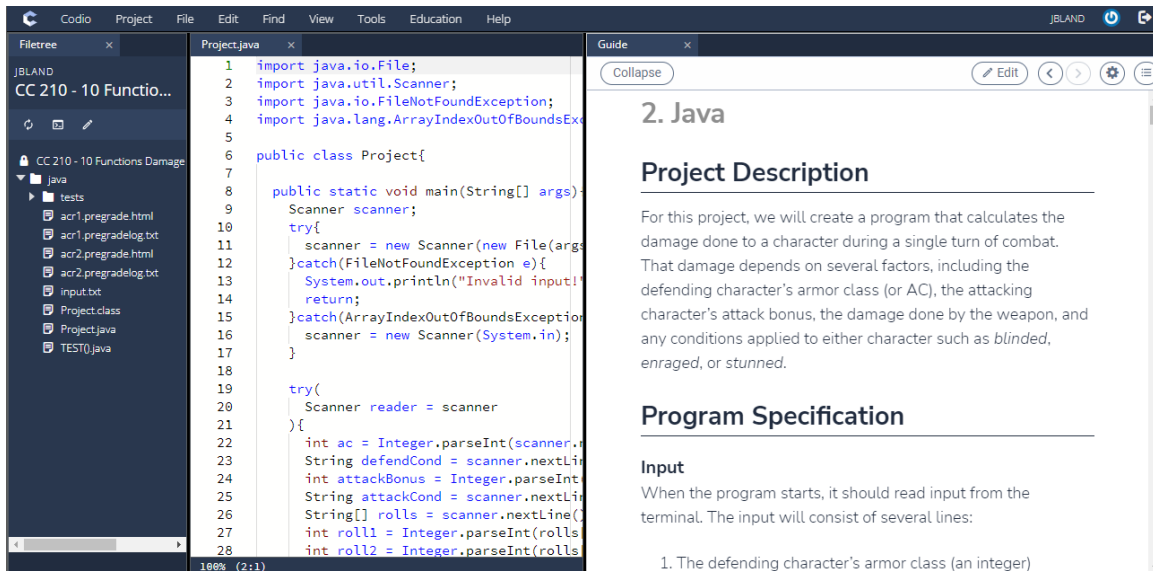 Codio Project File Edit Find View Tools Education Help JBLAND
Filetree ×
JBLAND
CC 210 - 10 Functio...
CC 210 - 10 Functions Damage
java
tests
acr1.pregrade.html
acr1.pregradelog.txt
acr2.pregrade.html
acr2.pregradelog.txt
input.txt
Project.class
Project.java
TEST().java
Project.java ×
1 import java.io.File;
2 import java.util.Scanner;
3 import java.io.FileNotFoundException;
4 import java.lang.ArrayIndexOutOfBoundsExc
5
6 public class Project{
7
8 public static void main(String[] args){
9 Scanner scanner;
10 try{
11 scanner = new Scanner(new File(args
12 }catch(FileNotFoundException e){
13 System.out.println("Invalid input!"
14 return;
15 }catch(ArrayIndexOutOfBoundsException
16 scanner = new Scanner(System.in);
17 }
18
19 try(
20 Scanner reader = scanner
21 ){
22 int ac = Integer.parseInt(scanner.n
23 String defendCond = scanner.nextLin
24 int attackBonus = Integer.parseInt(
25 String attackCond = scanner.nextLin
26 String[] rolls = scanner.nextLine()
27 int roll1 = Integer.parseInt(rolls[
28 int roll2 = Integer.parseInt(rolls[
100% (2:1)
Guide ×
Collapse Edit
2. Java
Project Description
For this project, we will create a program that calculates the
damage done to a character during a single turn of combat.
That damage depends on several factors, including the
defending character's armor class (or AC), the attacking
character's attack bonus, the damage done by the weapon, and
any conditions applied to either character such as blinded,
enraged, or stunned.
Program Specification
Input
When the program starts, it should read input from the
terminal. The input will consist of several lines:
1. The defending character's armor class (an integer)